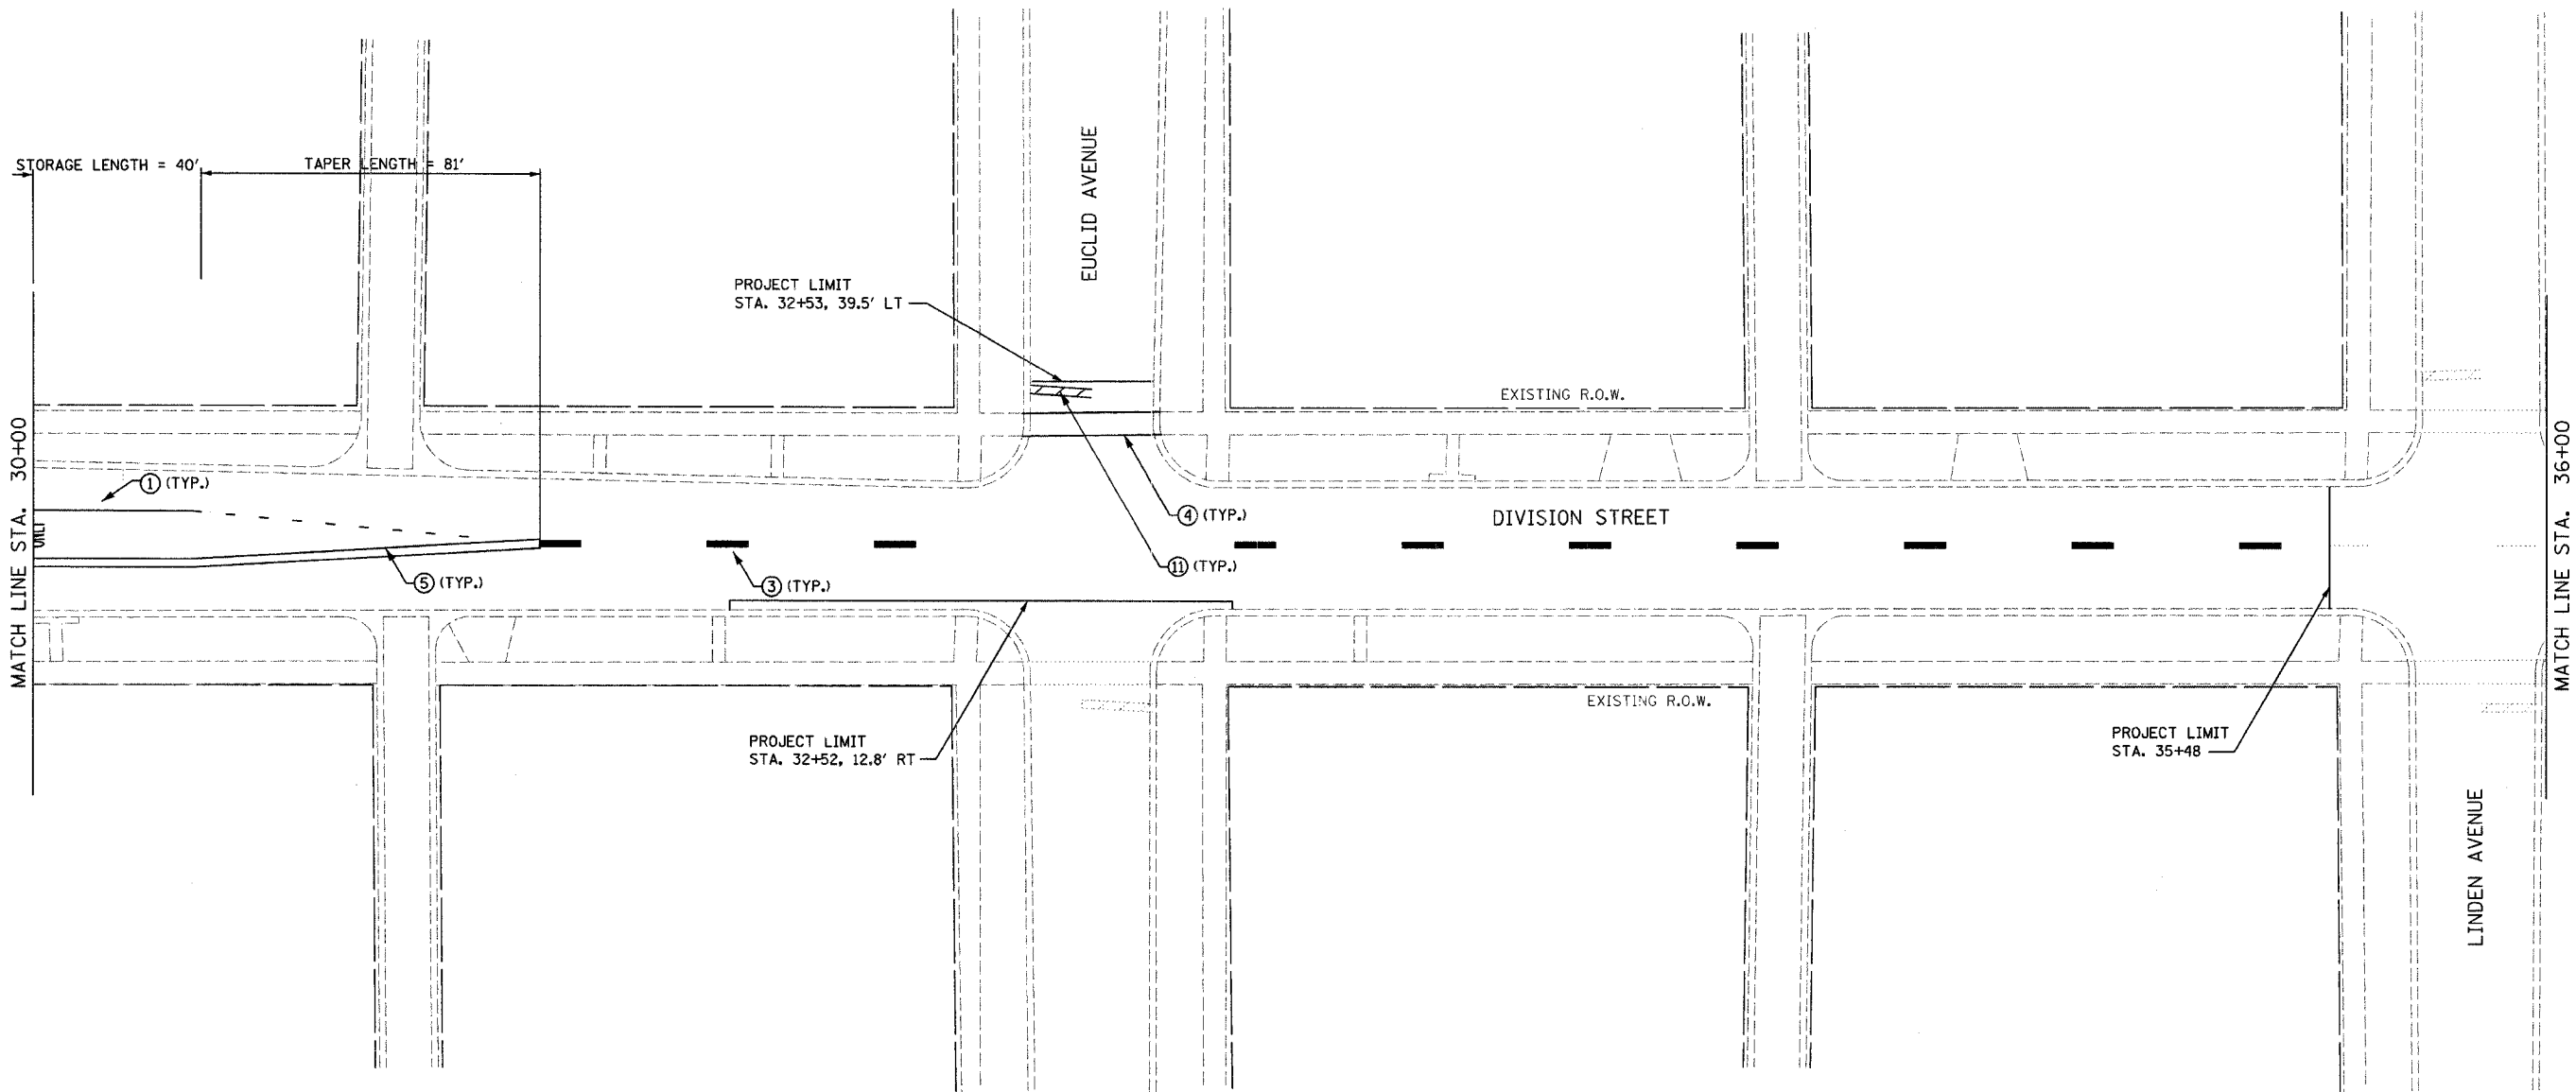 STORAGE LENGTH = 40'
TAPER LENGTH = 81'
EUCLID AVENUE
PROJECT LIMIT
STA. 32+53, 39.5' LT
EXISTING R.O.W.
MATCH LINE STA. 30+00
MATCH LINE STA. 36+00
1 (TYP.)
ONLY
4 (TYP.)
DIVISION STREET
11 (TYP.)
5 (TYP.)
3 (TYP.)
EXISTING R.O.W.
PROJECT LIMIT
STA. 32+52, 12.8' RT
PROJECT LIMIT
STA. 35+48
LINDEN AVENUE